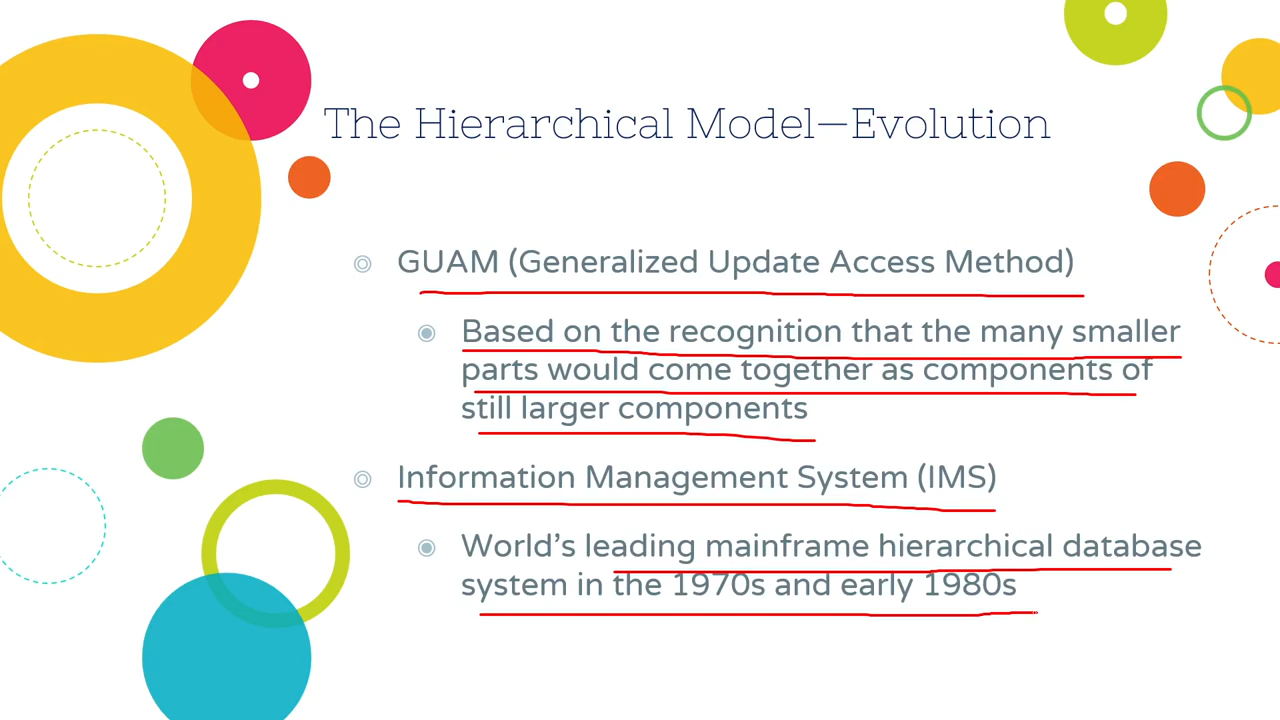 The Hierarchical Model—Evolution
GUAM (Generalized Update Access Method)
Based on the recognition that the many smaller
parts would come together as components of
still larger components
Information Management System (IMS)
World's leading mainframe hierarchical database
system in the 1970s and early 1980s